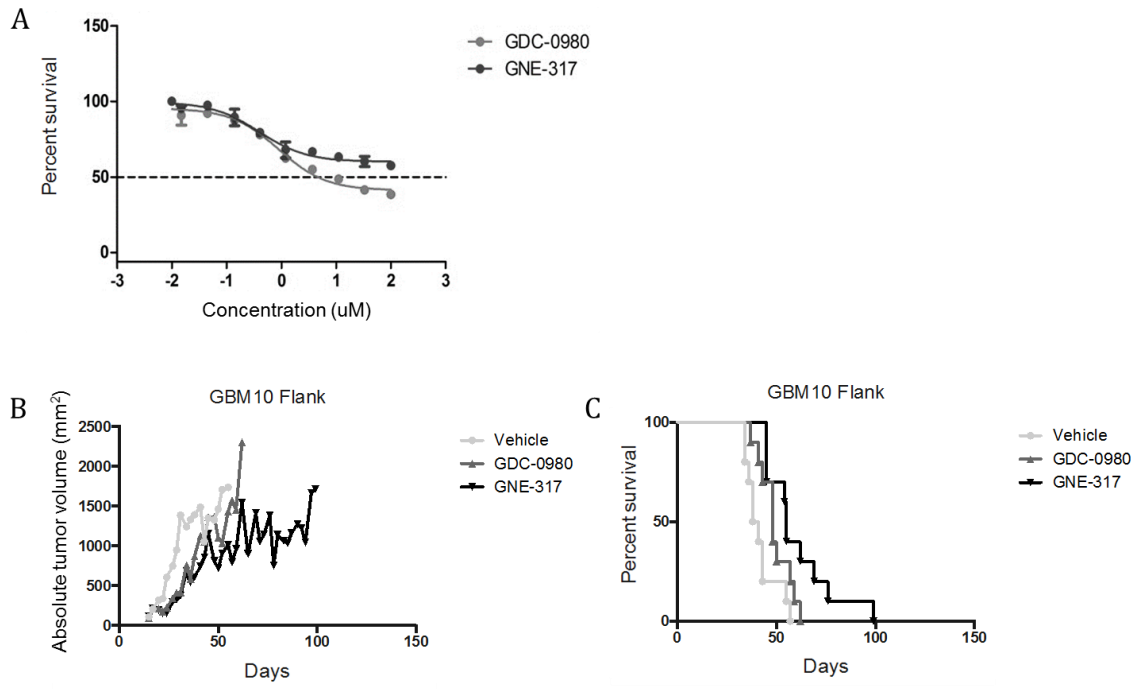 A
150
100
50
0
-3 -2 -1 0 1 2 3
Percent survival
Concentration (uM)
GDC-0980
GNE-317
B
GBM10 Flank
2500
2000
1500
1000
500
0
0 50 100 150
Absolute tumor volume (mm²)
Days
Vehicle
GDC-0980
GNE-317
C
GBM10 Flank
100
50
0
0 50 100 150
Percent survival
Days
Vehicle
GDC-0980
GNE-317